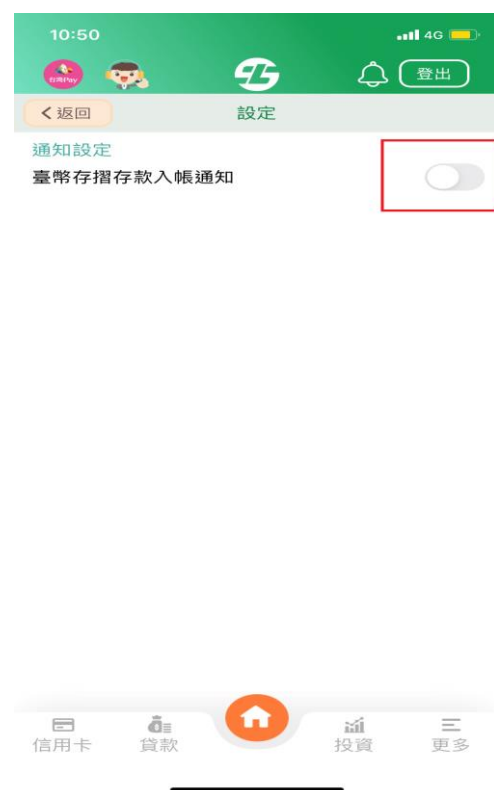 10:50
4G
台灣Pay
登出
返回
設定
通知設定
臺幣存摺存款入帳通知
信用卡
貸款
投資
更多